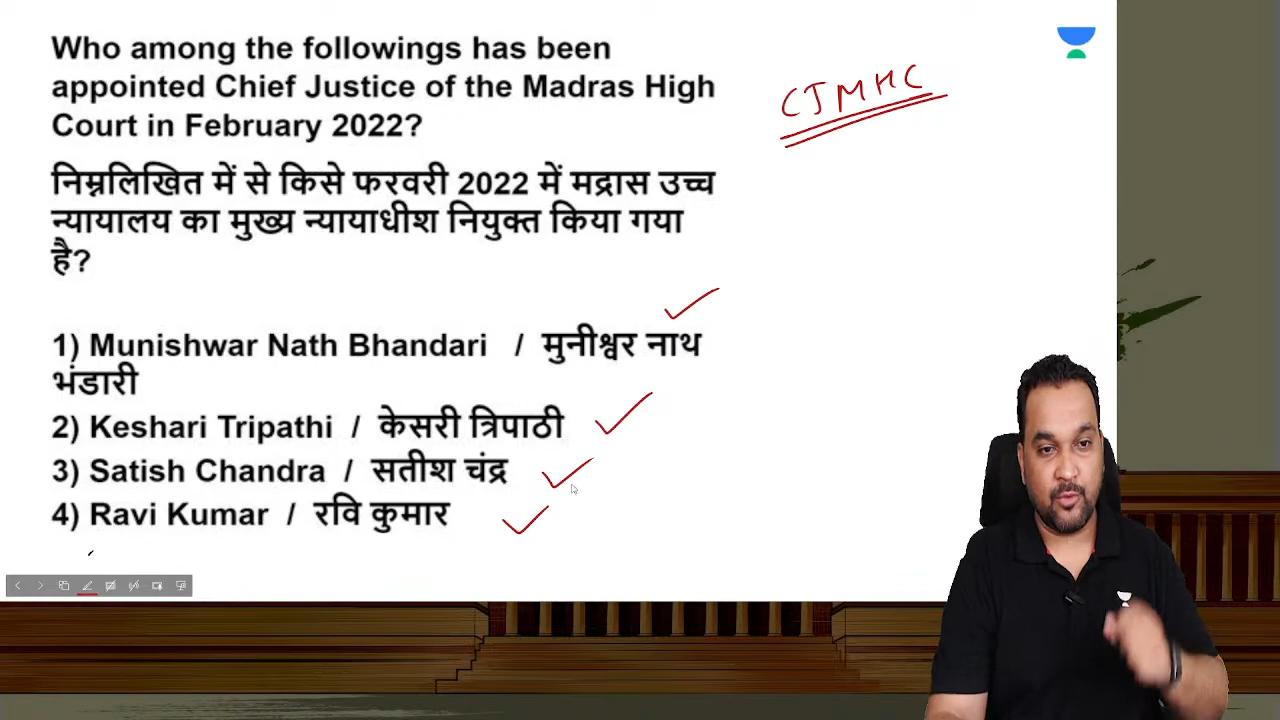 Who among the followings has been
appointed Chief Justice of the Madras High
Court in February 2022?
CJMHC
निम्नलिखित में से किसे फरवरी 2022 में मद्रास उच्च
न्यायालय का मुख्य न्यायाधीश नियुक्त किया गया
है?
1) Munishwar Nath Bhandari / मुनीश्वर नाथ
भंडारी
2) Keshari Tripathi / केसरी त्रिपाठी
3) Satish Chandra / सतीश चंद्र
4) Ravi Kumar / रवि कुमार